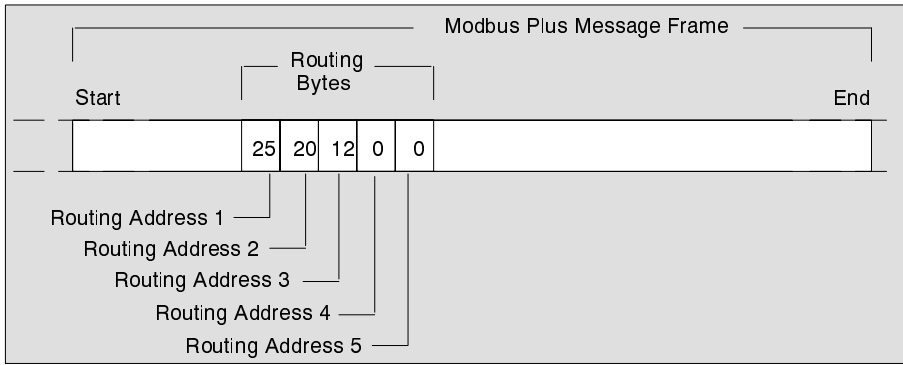 Modbus Plus Message Frame
Routing
Bytes
Start
End
25 20 12 0 0
Routing Address 1
Routing Address 2
Routing Address 3
Routing Address 4
Routing Address 5